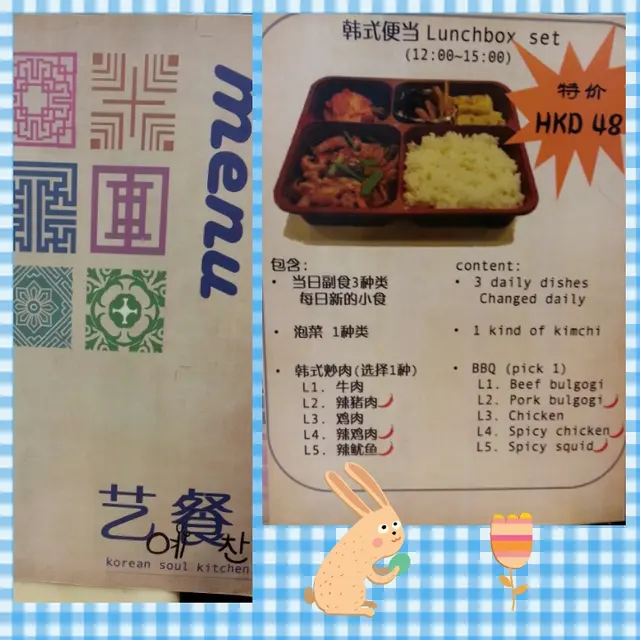 menu
艺餐
예찬
korean soul kitchen
韩式便当 Lunchbox set
(12:00~15:00)
特价
HKD 48
包含:
• 当日副食3种类
每日新的小食
• 泡菜 1种类
• 韩式炒肉(选择1种)
L1. 牛肉
L2. 辣猪肉
L3. 鸡肉
L4. 辣鸡肉
L5. 辣鱿鱼
content:
• 3 daily dishes
Changed daily
• 1 kind of kimchi
• BBQ (pick 1)
L1. Beef bulgogi
L2. Pork bulgogi
L3. Chicken
L4. Spicy chicken
L5. Spicy squid